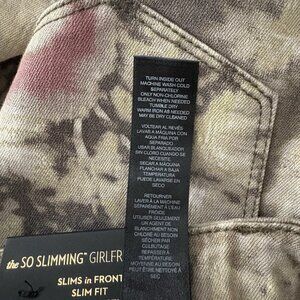 TURN INSIDE OUT
MACHINE WASH COLD
SEPARATELY
ONLY NON-CHLORINE
BLEACH WHEN NEEDED
TUMBLE DRY
WARM IRON AS NEEDED
MAY BE DRY CLEANED
VOLTEAR AL REVÉS
LAVAR A MÁQUINA CON
AGUA FRIA POR
SEPARADO
USAR BLANQUEADOR
SIN CLORO CUANDO SE
NECESITE
SECAR A MÁQUINA
PLANCHAR A BAJA
TEMPERATURA
PUEDE LAVARSE EN
SECO
RETOURNER
LAVER À LA MACHINE
SÉPARÉMENT À L'EAU
FROIDE
UTILISER SEULEMENT
UN AGENT DE
BLANCHIMENT NON
CHLORÉ AU BESOIN
SÉCHER PAR
CULBUTAGE
REPASSER À
TEMPÉRATURE
MOYENNE AU BESOIN
PEUT ÊTRE NETTOYÉ
À SEC
the SO SLIMMING™ GIRLFR
SLIMS in FRONT
SLIM FIT